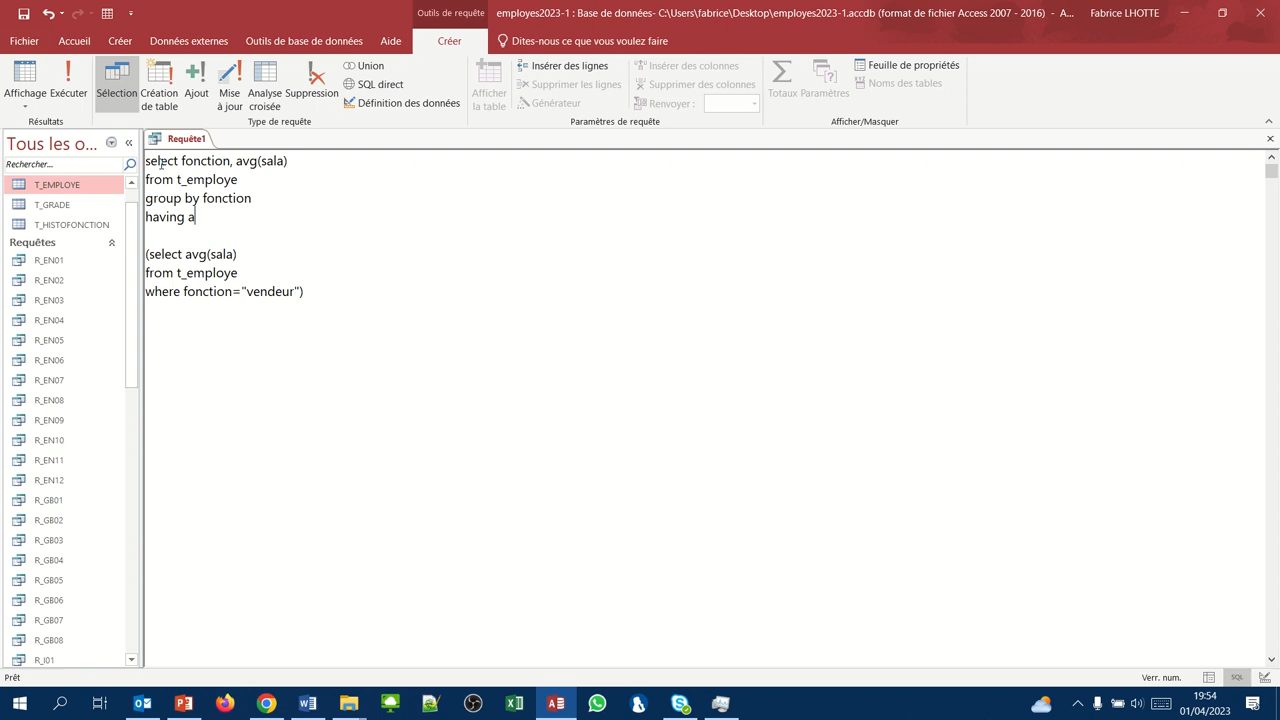 Outils de requête
employes2023-1 : Base de données- C:\Users\fabrice\Desktop\employes2023-1.accdb (format de fichier Access 2007 - 2016) - A...
Fabrice LHOTTE
Fichier
Accueil
Créer
Données externes
Outils de base de données
Aide
Créer
Dites-nous ce que vous voulez faire
Affichage
Exécuter
Sélection
Création de table
Ajout
Mise à jour
Analyse croisée
Suppression
Union
SQL direct
Définition des données
Afficher la table
Insérer des lignes
Supprimer les lignes
Générateur
Insérer des colonnes
Supprimer des colonnes
Renvoyer :
Totaux
Paramètres
Feuille de propriétés
Noms des tables
Résultats
Type de requête
Paramètres de requête
Afficher/Masquer
Tous les o...
Rechercher...
T_EMPLOYE
T_GRADE
T_HISTOFONCTION
Requêtes
R_EN01
R_EN02
R_EN03
R_EN04
R_EN05
R_EN06
R_EN07
R_EN08
R_EN09
R_EN10
R_EN11
R_EN12
R_GB01
R_GB02
R_GB03
R_GB04
R_GB05
R_GB06
R_GB07
R_GB08
R_I01
Requête1
select fonction, avg(sala)
from t_employe
group by fonction
having a
(select avg(sala)
from t_employe
where fonction="vendeur")
Prêt
Verr. num.
SQL
19:54
01/04/2023